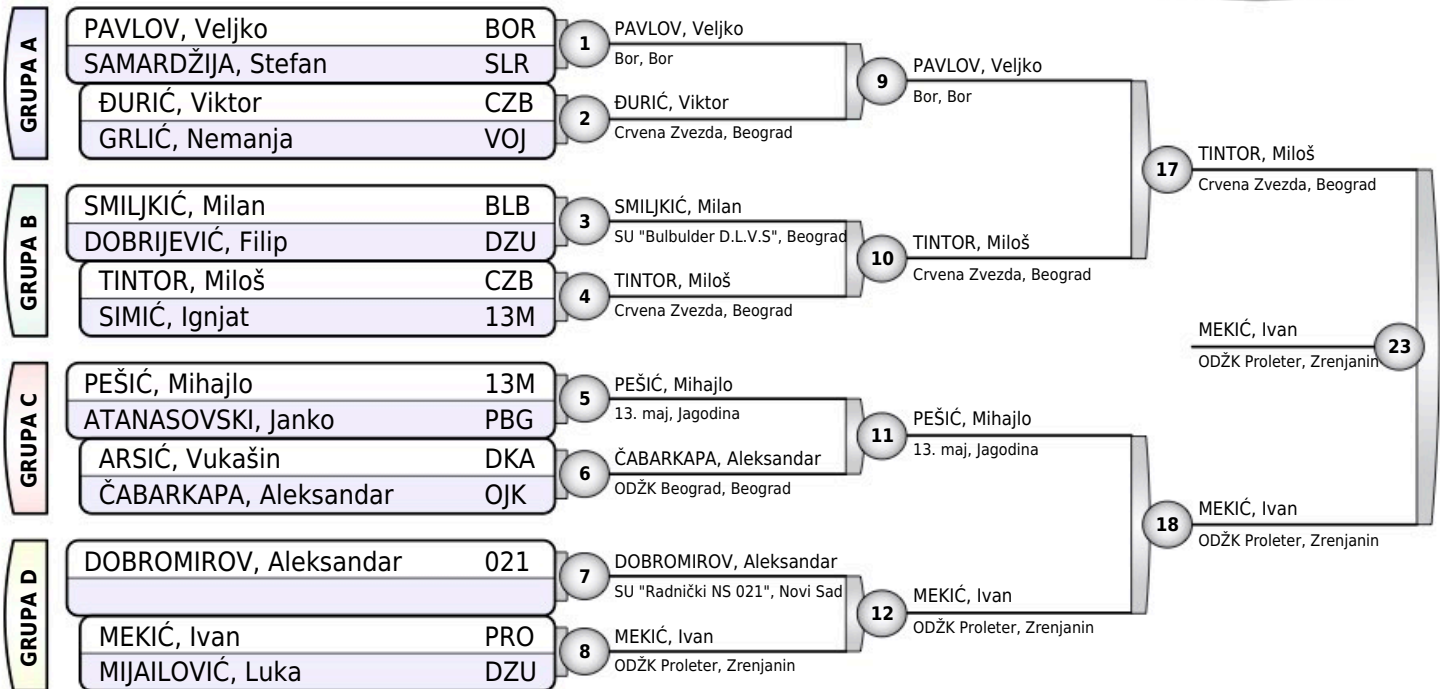 GRUPA A
PAVLOV, Veljko BOR
SAMARDŽIJA, Stefan SLR
ĐURIĆ, Viktor CZB
GRLIĆ, Nemanja VOJ
GRUPA B
SMILJKIĆ, Milan BLB
DOBRIJEVIĆ, Filip DZU
TINTOR, Miloš CZB
SIMIĆ, Ignjat 13M
GRUPA C
PEŠIĆ, Mihajlo 13M
ATANASOVSKI, Janko PBG
ARSIĆ, Vukašin DKA
ČABARKAPA, Aleksandar OJK
GRUPA D
DOBROMIROV, Aleksandar 021
MEKIĆ, Ivan PRO
MIJAILOVIĆ, Luka DZU
1
PAVLOV, Veljko
Bor, Bor
2
ĐURIĆ, Viktor
Crvena Zvezda, Beograd
3
SMILJKIĆ, Milan
SU "Bulbulder D.L.V.S", Beograd
4
TINTOR, Miloš
Crvena Zvezda, Beograd
5
PEŠIĆ, Mihajlo
13. maj, Jagodina
6
ČABARKAPA, Aleksandar
ODŽK Beograd, Beograd
7
DOBROMIROV, Aleksandar
SU "Radnički NS 021", Novi Sad
8
MEKIĆ, Ivan
ODŽK Proleter, Zrenjanin
9
PAVLOV, Veljko
Bor, Bor
10
TINTOR, Miloš
Crvena Zvezda, Beograd
11
PEŠIĆ, Mihajlo
13. maj, Jagodina
12
MEKIĆ, Ivan
ODŽK Proleter, Zrenjanin
17
TINTOR, Miloš
Crvena Zvezda, Beograd
18
MEKIĆ, Ivan
ODŽK Proleter, Zrenjanin
MEKIĆ, Ivan
ODŽK Proleter, Zrenjanin
23